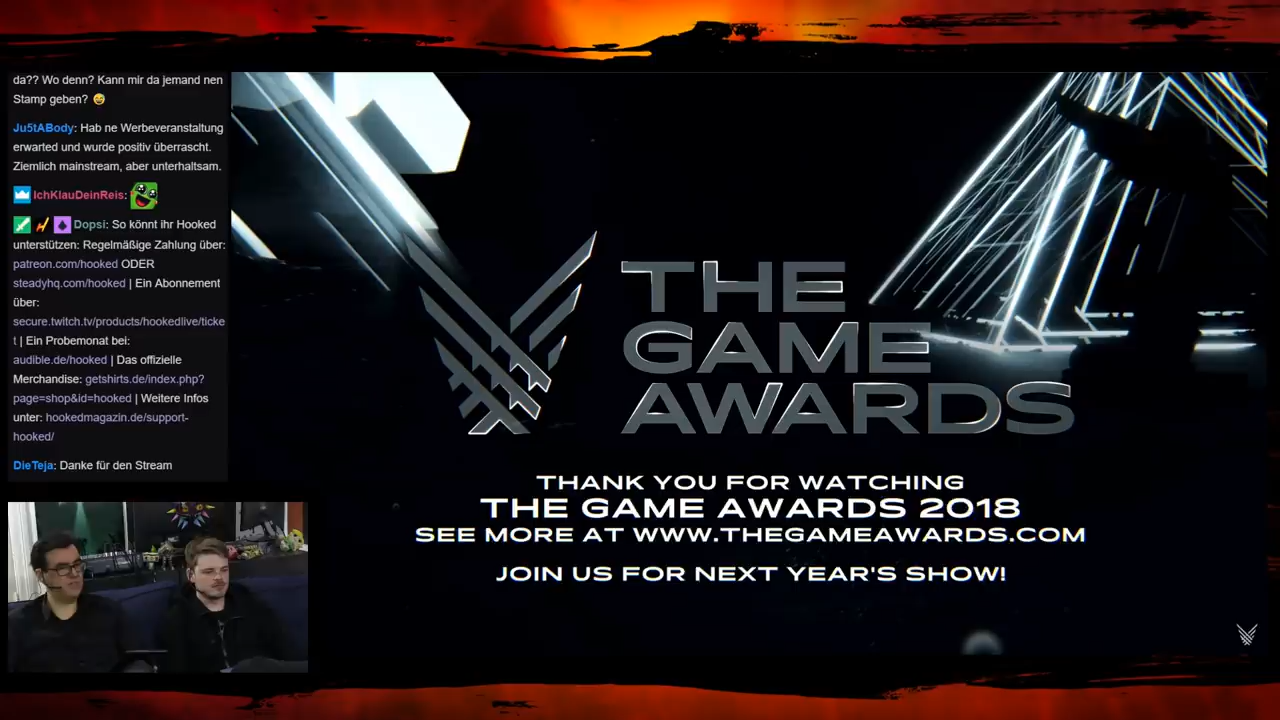 da?? Wo denn? Kann mir da jemand nen
Stamp geben?
Ju5tABody: Hab ne Werbeveranstaltung
erwarted und wurde positiv überrascht.
Ziemlich mainstream, aber unterhaltsam.
IchKlauDeinReis:
Dopsi: So könnt ihr Hooked
unterstützen: Regelmäßige Zahlung über:
patreon.com/hooked ODER
steadyhq.com/hooked | Ein Abonnement
über:
secure.twitch.tv/products/hookedlive/ticke
t | Ein Probemonat bei:
audible.de/hooked | Das offizielle
Merchandise: getshirts.de/index.php?
page=shop&id=hooked | Weitere Infos
unter: hookedmagazin.de/support-
hooked/
DieTeja: Danke für den Stream
THE
GAME
AWARDS
THANK YOU FOR WATCHING
THE GAME AWARDS 2018
SEE MORE AT WWW.THEGAMEAWARDS.COM
JOIN US FOR NEXT YEAR'S SHOW!